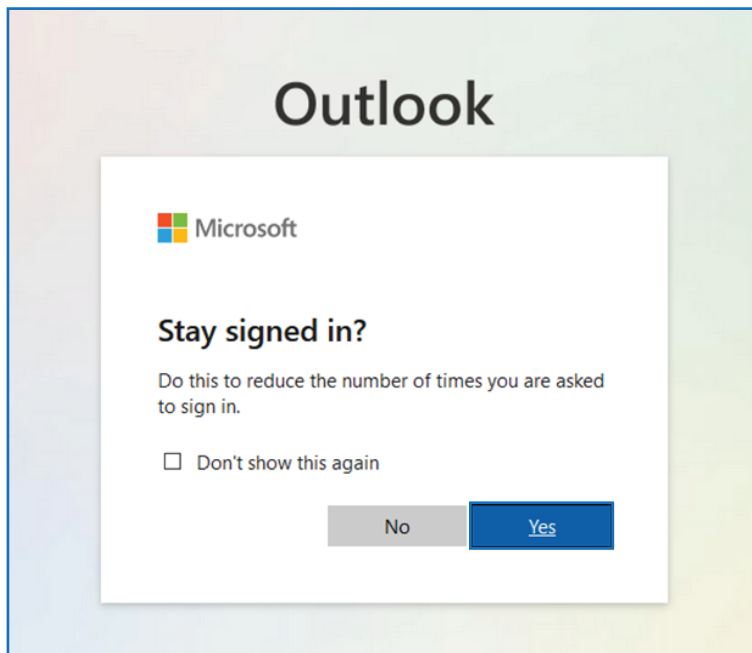 Outlook
Microsoft
Stay signed in?
Do this to reduce the number of times you are asked
to sign in.
Don't show this again
No
Yes